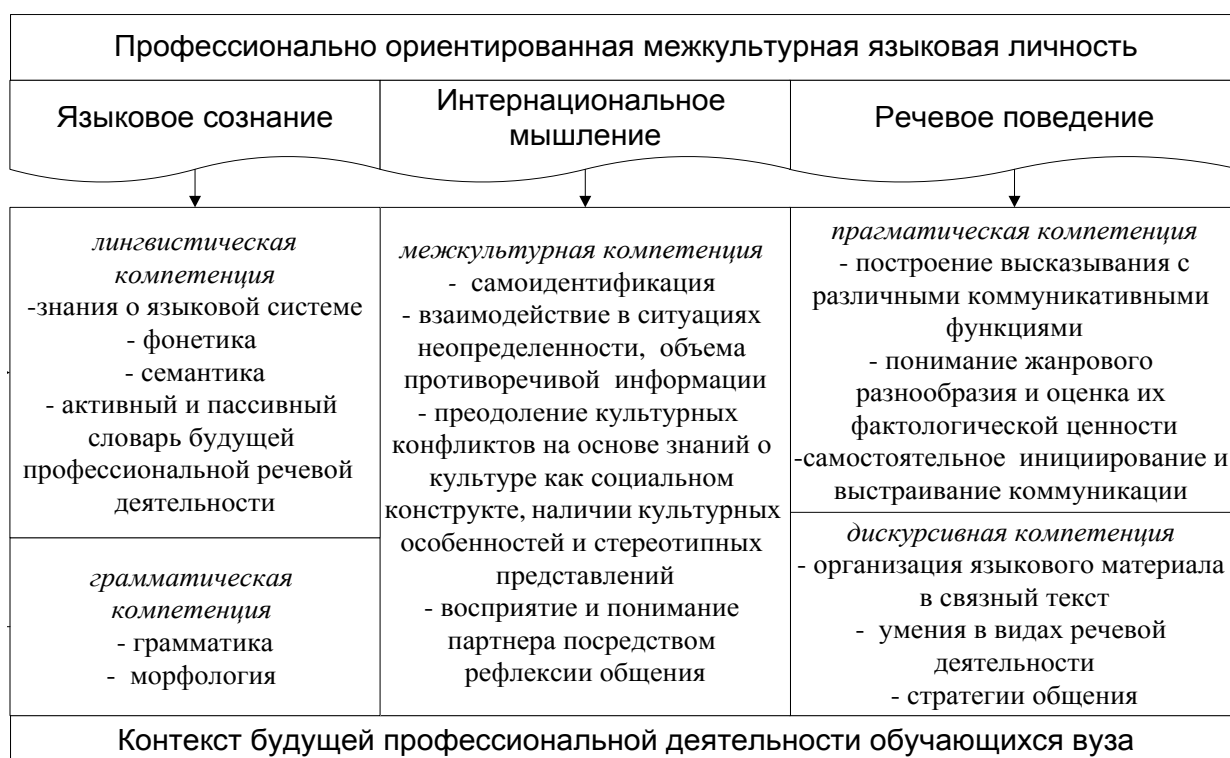 Профессионально ориентированная межкультурная языковая личность
Языковое сознание
Интернациональное
мышление
Речевое поведение
лингвистическая
компетенция
-знания о языковой системе
- фонетика
- семантика
- активный и пассивный
словарь будущей
профессиональной речевой
деятельности
грамматическая
компетенция
- грамматика
- морфология
межкультурная компетенция
- самоидентификация
- взаимодействие в ситуациях
неопределенности, объема
противоречивой информации
- преодоление культурных
конфликтов на основе знаний о
культуре как социальном
конструкте, наличии культурных
особенностей и стереотипных
представлений
- восприятие и понимание
партнера посредством
рефлексии общения
прагматическая компетенция
- построение высказывания с
различными коммуникативными
функциями
- понимание жанрового
разнообразия и оценка их
фактологической ценности
-самостоятельное инициирование и
выстраивание коммуникации
дискурсивная компетенция
- организация языкового материала
в связный текст
- умения в видах речевой
деятельности
- стратегии общения
Контекст будущей профессиональной деятельности обучающихся вуза